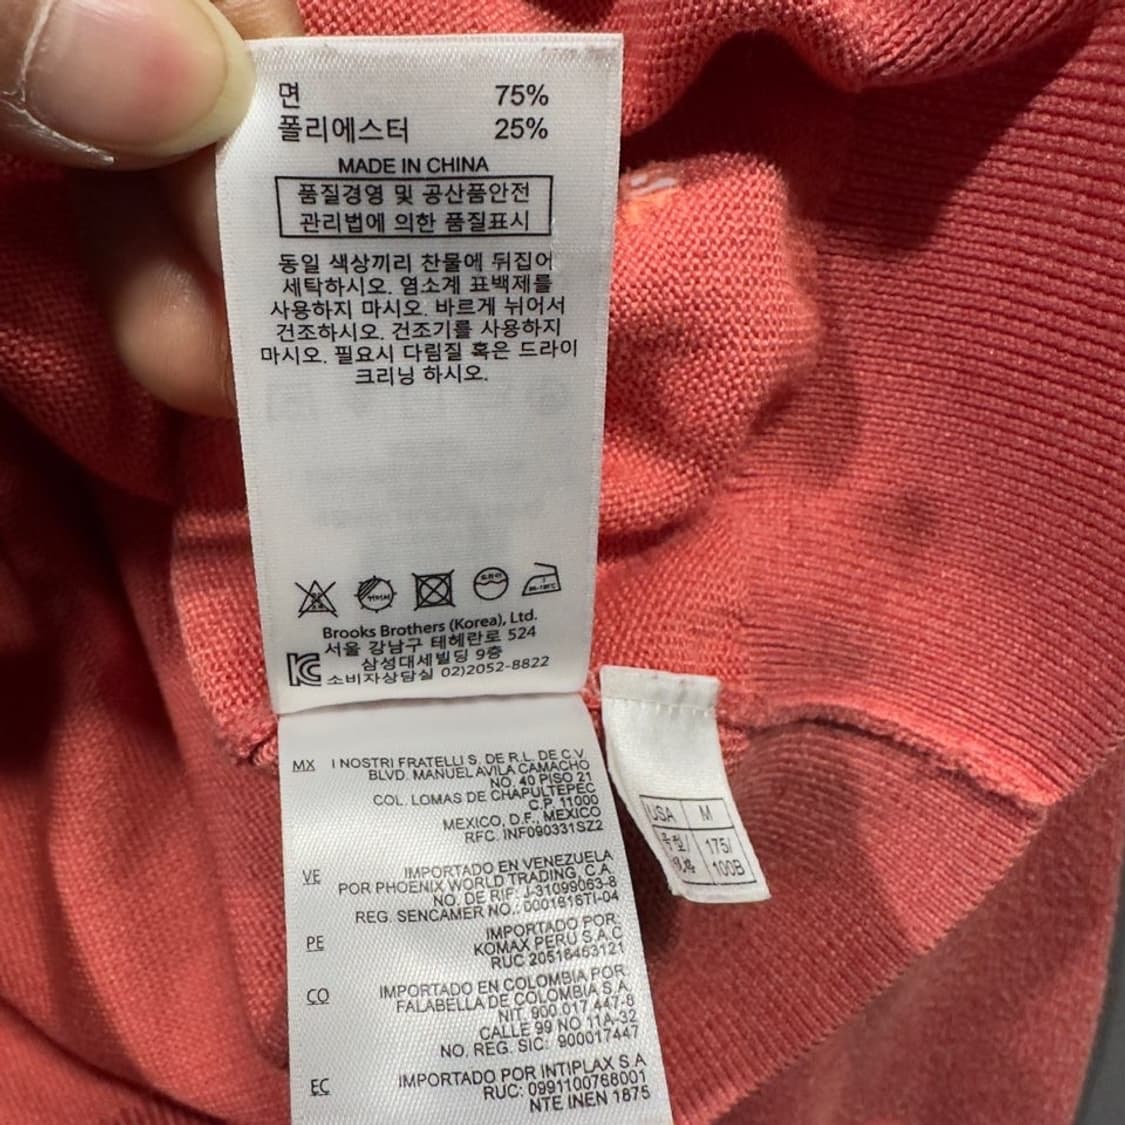 면 75%
폴리에스터 25%
MADE IN CHINA
품질경영 및 공산품안전
관리법에 의한 품질표시
동일 색상끼리 찬물에 뒤집어
세탁하시오. 염소계 표백제를
사용하지 마시오. 바르게 뉘어서
건조하시오. 건조기를 사용하지
마시오. 필요시 다림질 혹은 드라이
크리닝 하시오.
Brooks Brothers (Korea), Ltd.
서울 강남구 테헤란로 524
삼성대세빌딩 9층
소비자상담실 02)2052-8822
MX I NOSTRI FRATELLI S. DE R.L. DE C.V.
BLVD. MANUEL AVILA CAMACHO
NO. 40 PISO 21
COL. LOMAS DE CHAPULTEPEC
C.P. 11000
MEXICO, D.F., MEXICO
RFC. INF090331SZ2
VE IMPORTADO EN VENEZUELA
POR PHOENIX WORLD TRADING, C.A.
NO. DE RIF: J-31099063-8
REG. SENCAMER NO.: 0001616TI-04
PE IMPORTADO POR:
KOMAX PERU S.A.C
RUC 20516453121
CO IMPORTADO EN COLOMBIA POR:
FALABELLA DE COLOMBIA S.A.
NIT. 900.017.447-8
CALLE 99 NO 11A-32
NO. REG. SIC: 900017447
EC IMPORTADO POR INTIPLAX S.A
RUC: 0991100768001
NTE INEN 1875
USA M
号型/ 175/
规格 100B